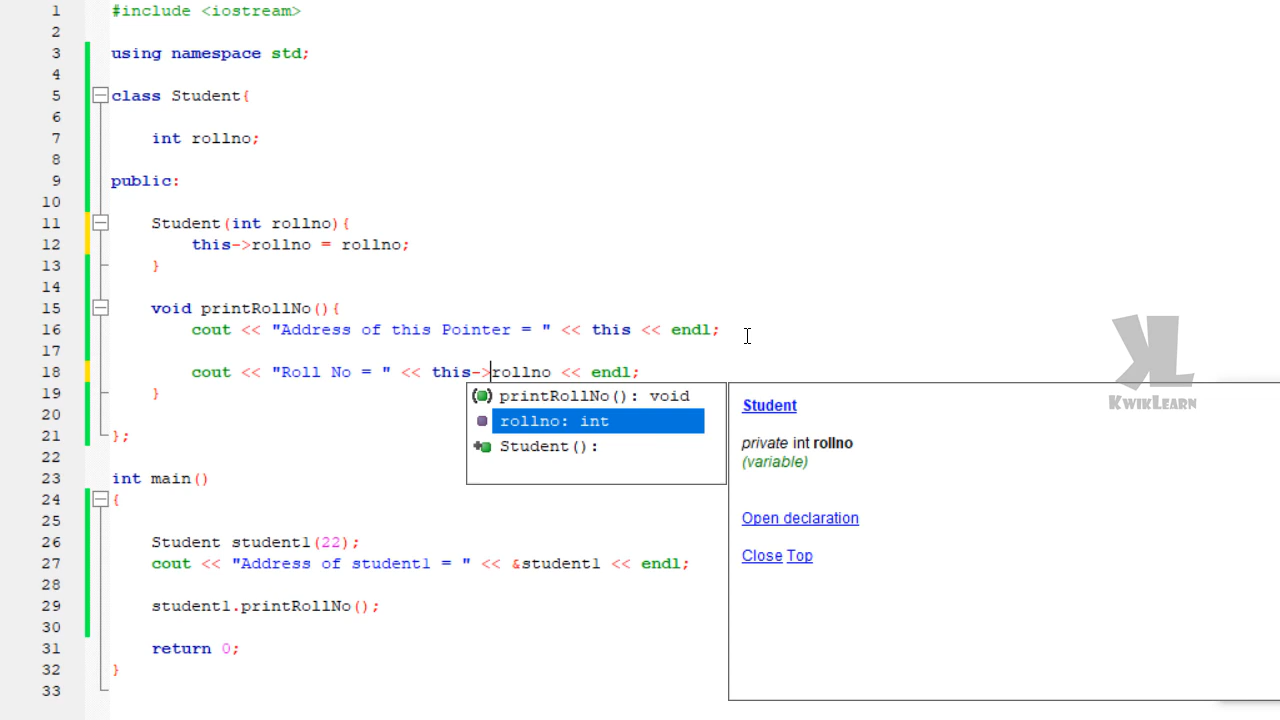 1 #include <iostream>
2
3 using namespace std;
4
5 class Student{
6
7 int rollno;
8
9 public:
10
11 Student(int rollno){
12 this->rollno = rollno;
13 }
14
15 void printRollNo(){
16 cout << "Address of this Pointer = " << this << endl;
17
18 cout << "Roll No = " << this->rollno << endl;
19 }
20
21 };
22
23 int main()
24 {
25
26 Student student1(22);
27 cout << "Address of student1 = " << &student1 << endl;
28
29 student1.printRollNo();
30
31 return 0;
32 }
33
printRollNo(): void
rollno: int
Student():
Student
private int rollno
(variable)
Open declaration
Close Top
KL
KWIKLEARN